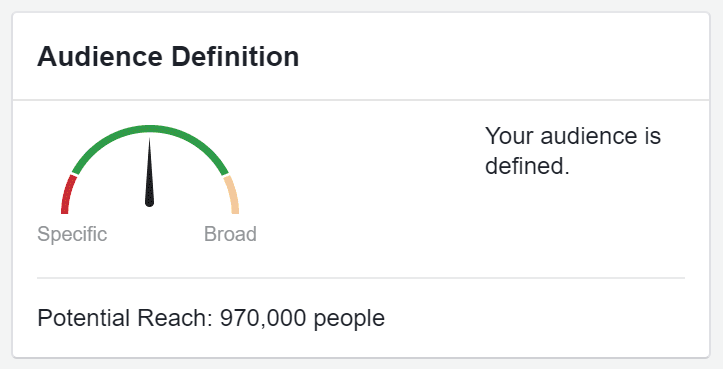 Audience Definition
Your audience is
defined.
Specific
Broad
Potential Reach: 970,000 people